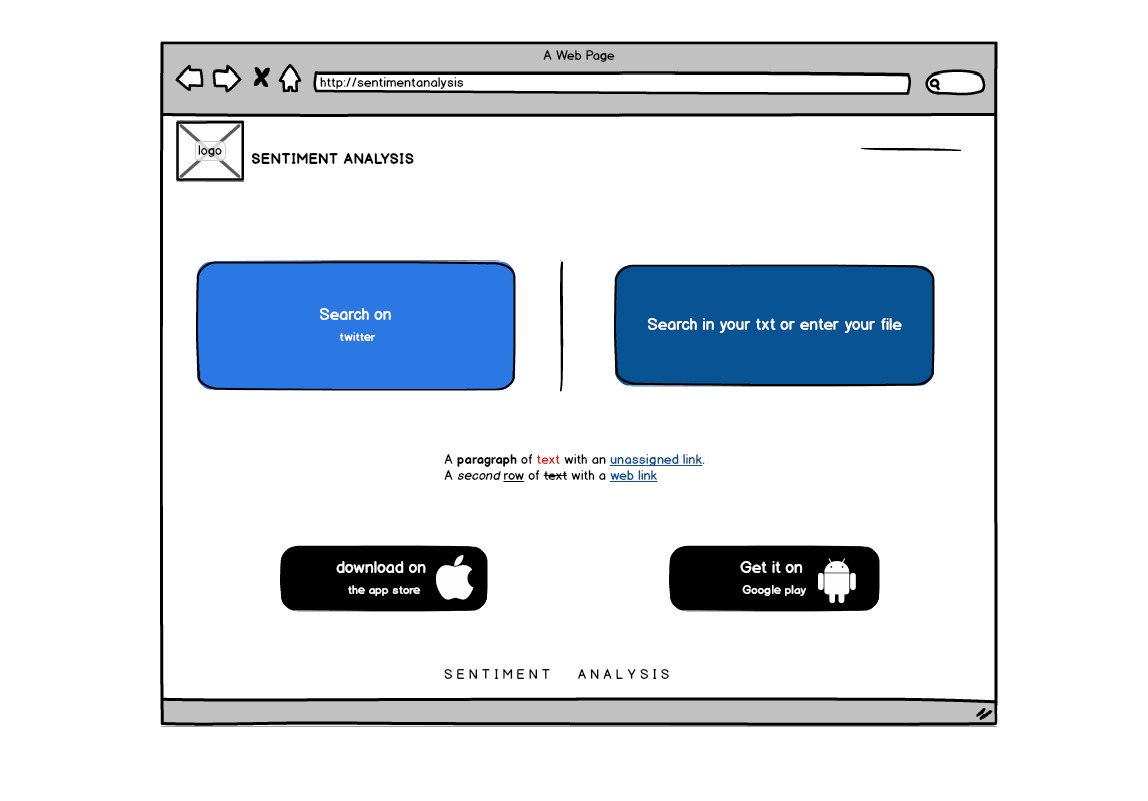 A Web Page
http://sentimentanalysis
logo
SENTIMENT ANALYSIS
Search on
twitter
Search in your txt or enter your file
A paragraph of text with an unassigned link.
A second row of text with a web link
download on
the app store
Get it on
Google play
SENTIMENT ANALYSIS